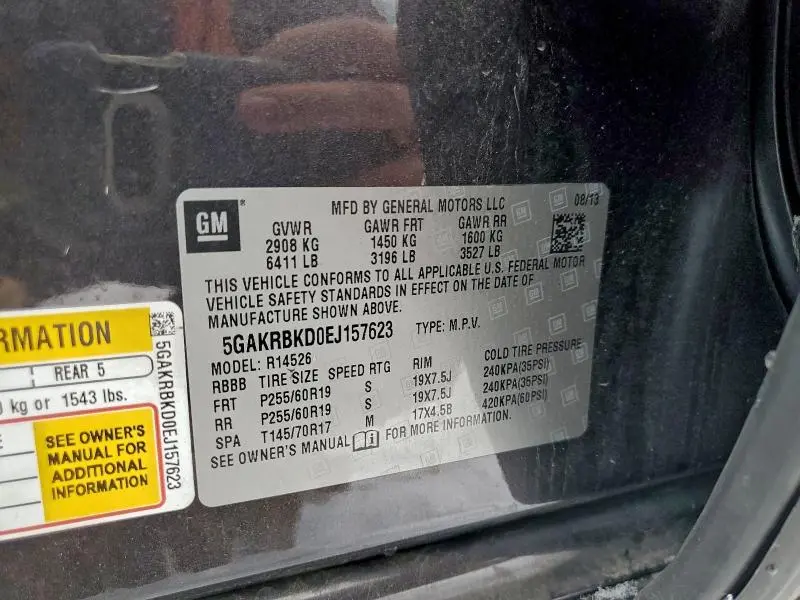 GM
MFD BY GENERAL MOTORS LLC 08/13
GVWR GAWR FRT GAWR RR
2908 KG 1450 KG 1600 KG
6411 LB 3196 LB 3527 LB
THIS VEHICLE CONFORMS TO ALL APPLICABLE U.S. FEDERAL MOTOR
VEHICLE SAFETY STANDARDS IN EFFECT ON THE DATE OF
MANUFACTURE SHOWN ABOVE.
5GAKRBKD0EJ157623 TYPE: M.P.V.
MODEL: R14526
RBBB TIRE SIZE SPEED RTG RIM COLD TIRE PRESSURE
FRT P255/60R19 S 19X7.5J 240KPA(35PSI)
RR P255/60R19 S 19X7.5J 240KPA(35PSI)
SPA T145/70R17 M 17X4.5B 420KPA(60PSI)
SEE OWNER'S MANUAL FOR MORE INFORMATION.
RMATION
REAR 5
kg or 1543 lbs.
SEE OWNER'S
MANUAL FOR
ADDITIONAL
INFORMATION
5GAKRBKD0EJ157623